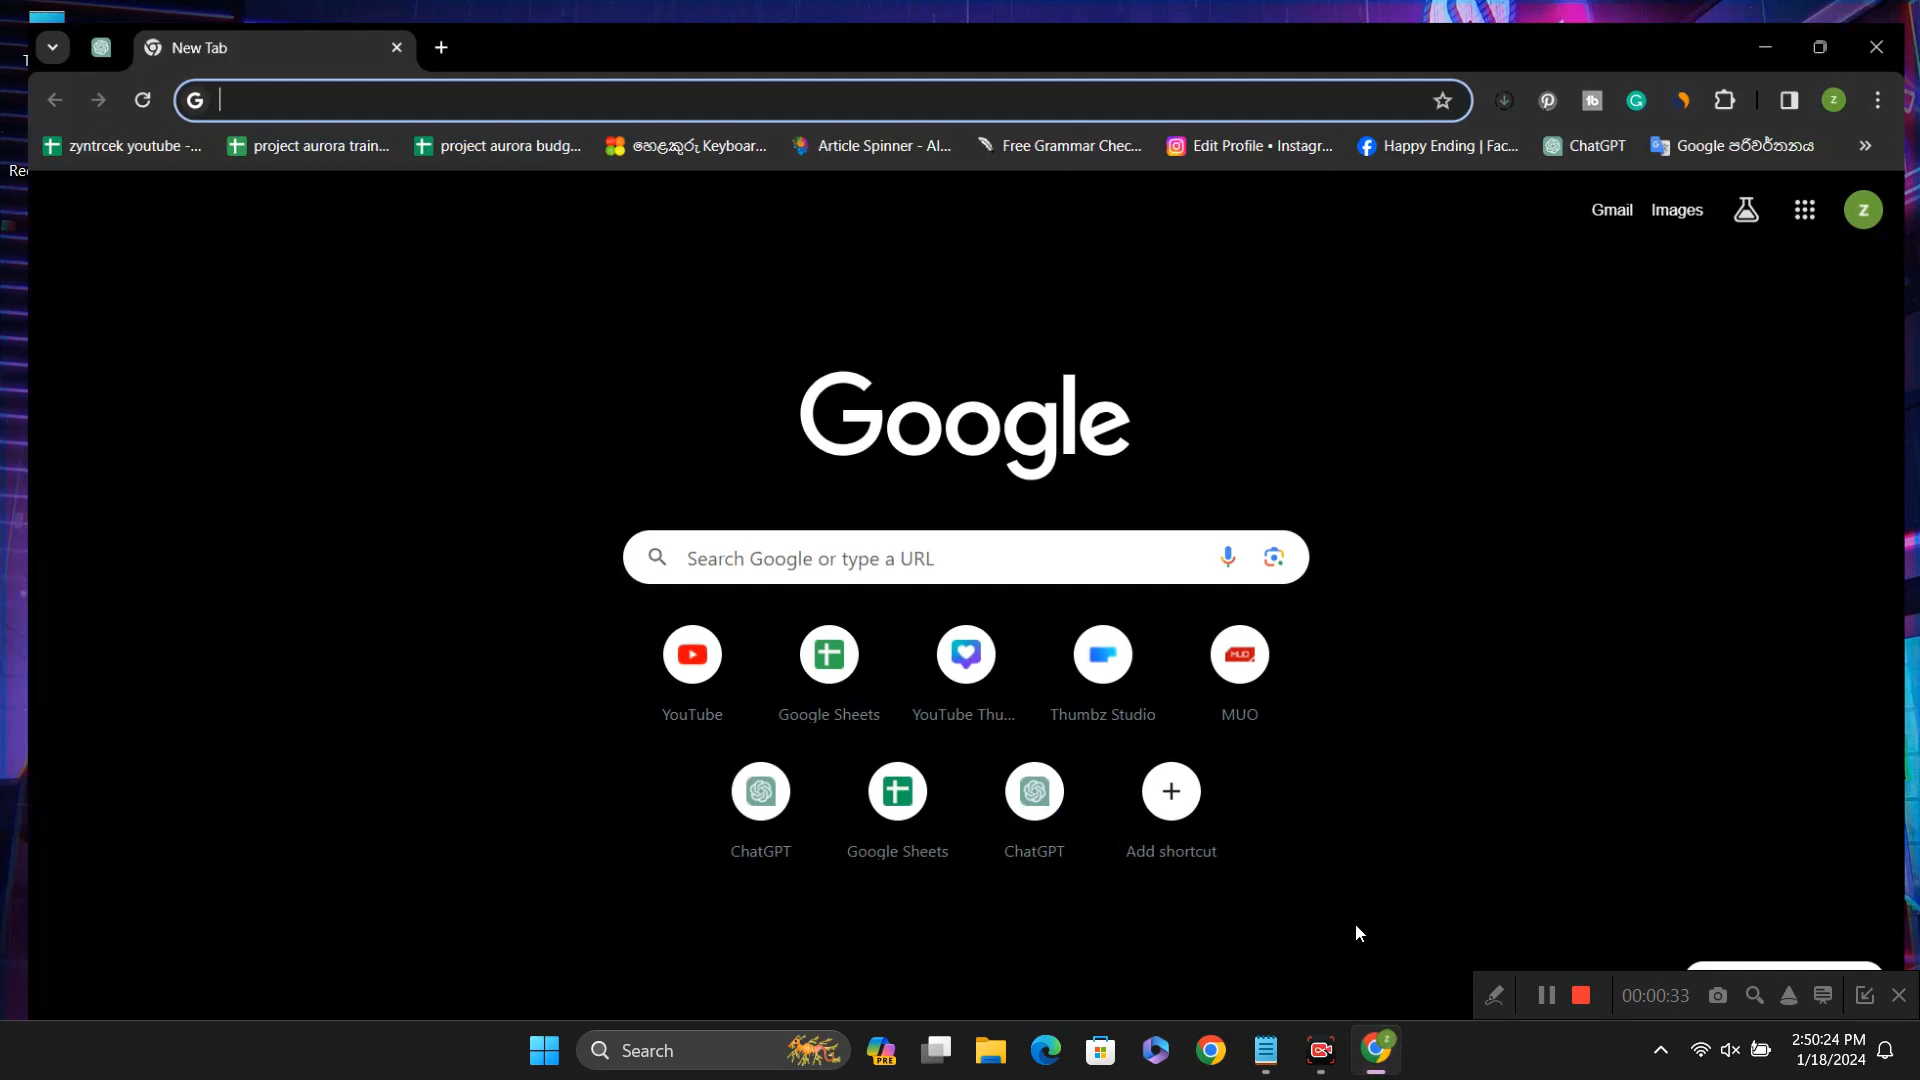 New Tab
zyntrcek youtube -...
project aurora train...
project aurora budg...
හෙළකුරු Keyboar...
Article Spinner - AI...
Free Grammar Chec...
Edit Profile • Instagr...
Happy Ending | Fac...
ChatGPT
Google පරිවර්තනය
Gmail
Images
z
Google
Search Google or type a URL
YouTube
Google Sheets
YouTube Thu...
Thumbz Studio
MUO
ChatGPT
Google Sheets
ChatGPT
Add shortcut
00:00:33
Search
PRE
2:50:24 PM
1/18/2024